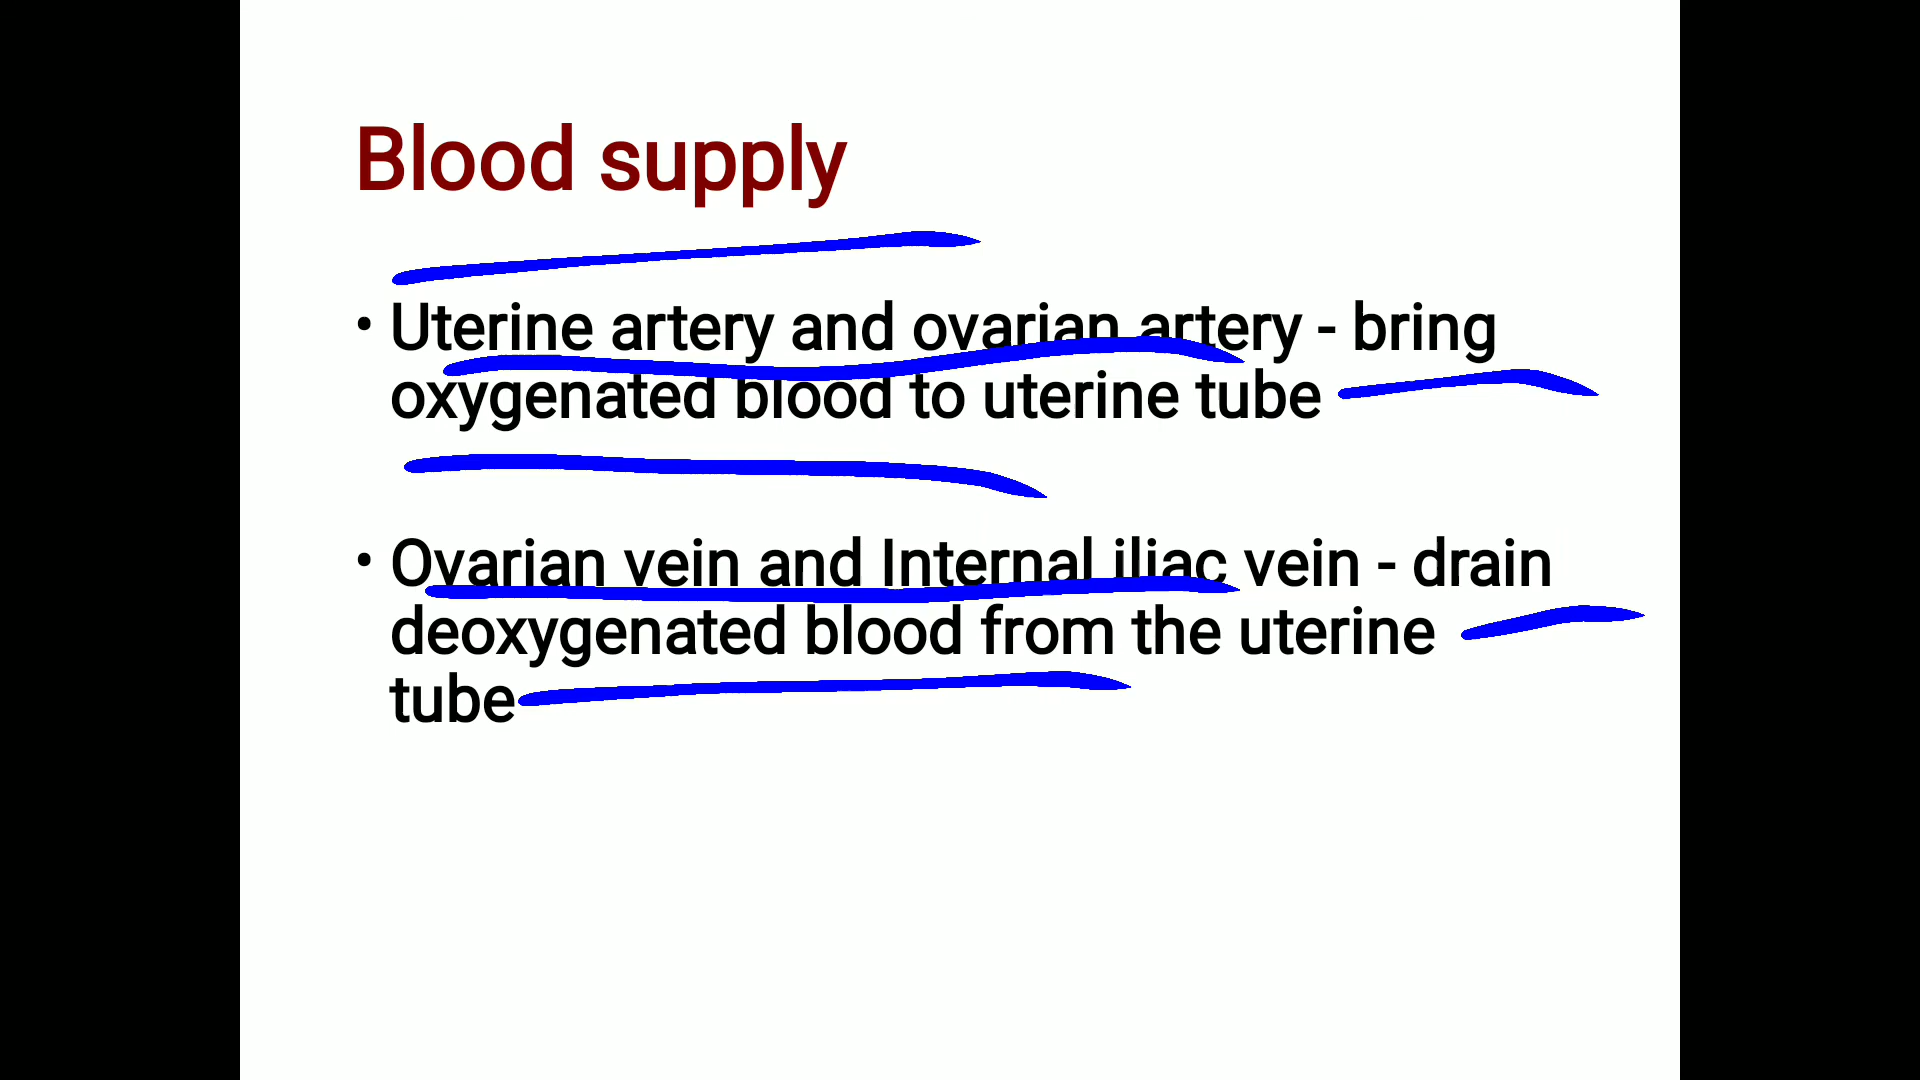 Blood supply
• Uterine artery and ovarian artery - bring
oxygenated blood to uterine tube
• Ovarian vein and Internal iliac vein - drain
deoxygenated blood from the uterine
tube